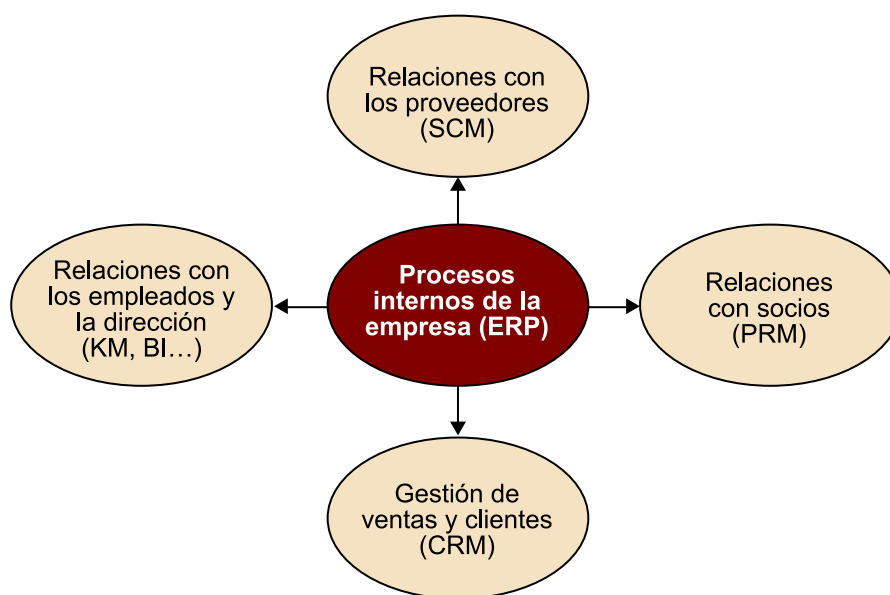 Relaciones con
los proveedores
(SCM)
Relaciones con
los empleados y
la dirección
(KM, BI…)
Procesos
internos de la
empresa (ERP)
Relaciones
con socios
(PRM)
Gestión de
ventas y clientes
(CRM)